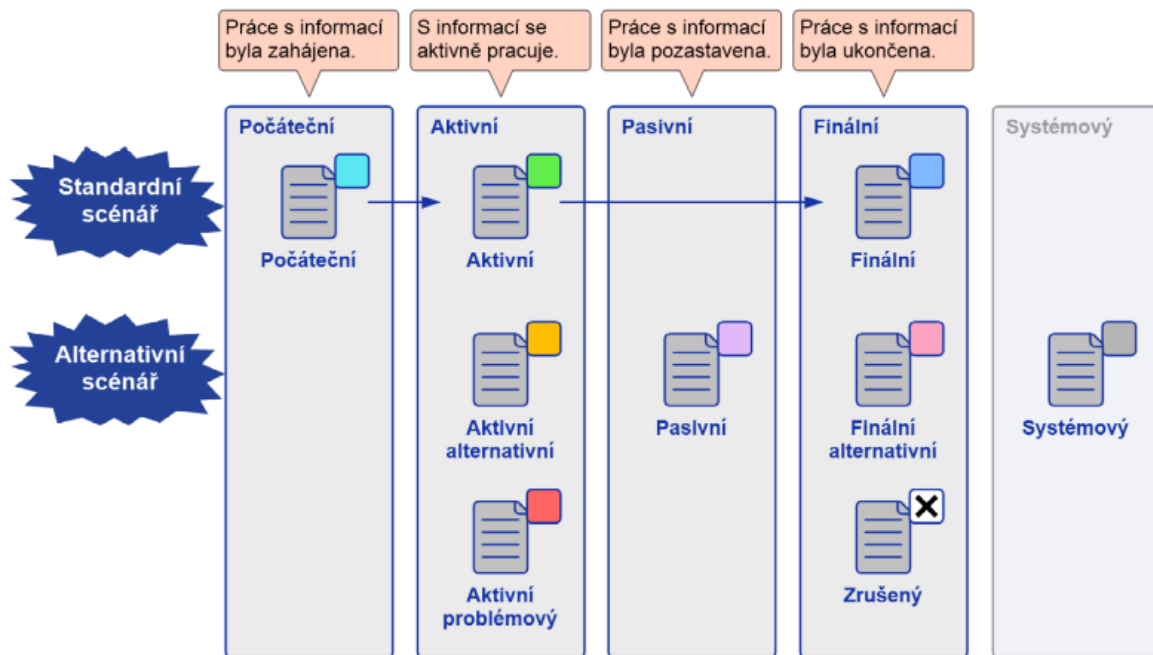 Práce s informací
byla zahájena.
S informací se
aktivně pracuje.
Práce s informací
byla pozastavena.
Práce s informací
byla ukončena.
Počáteční
Aktivní
Pasivní
Finální
Systémový
Standardní
scénář
Počáteční
Aktivní
Finální
Alternativní
scénář
Aktivní
alternativní
Pasivní
Finální
alternativní
Systémový
Aktivní
problémový
Zrušený